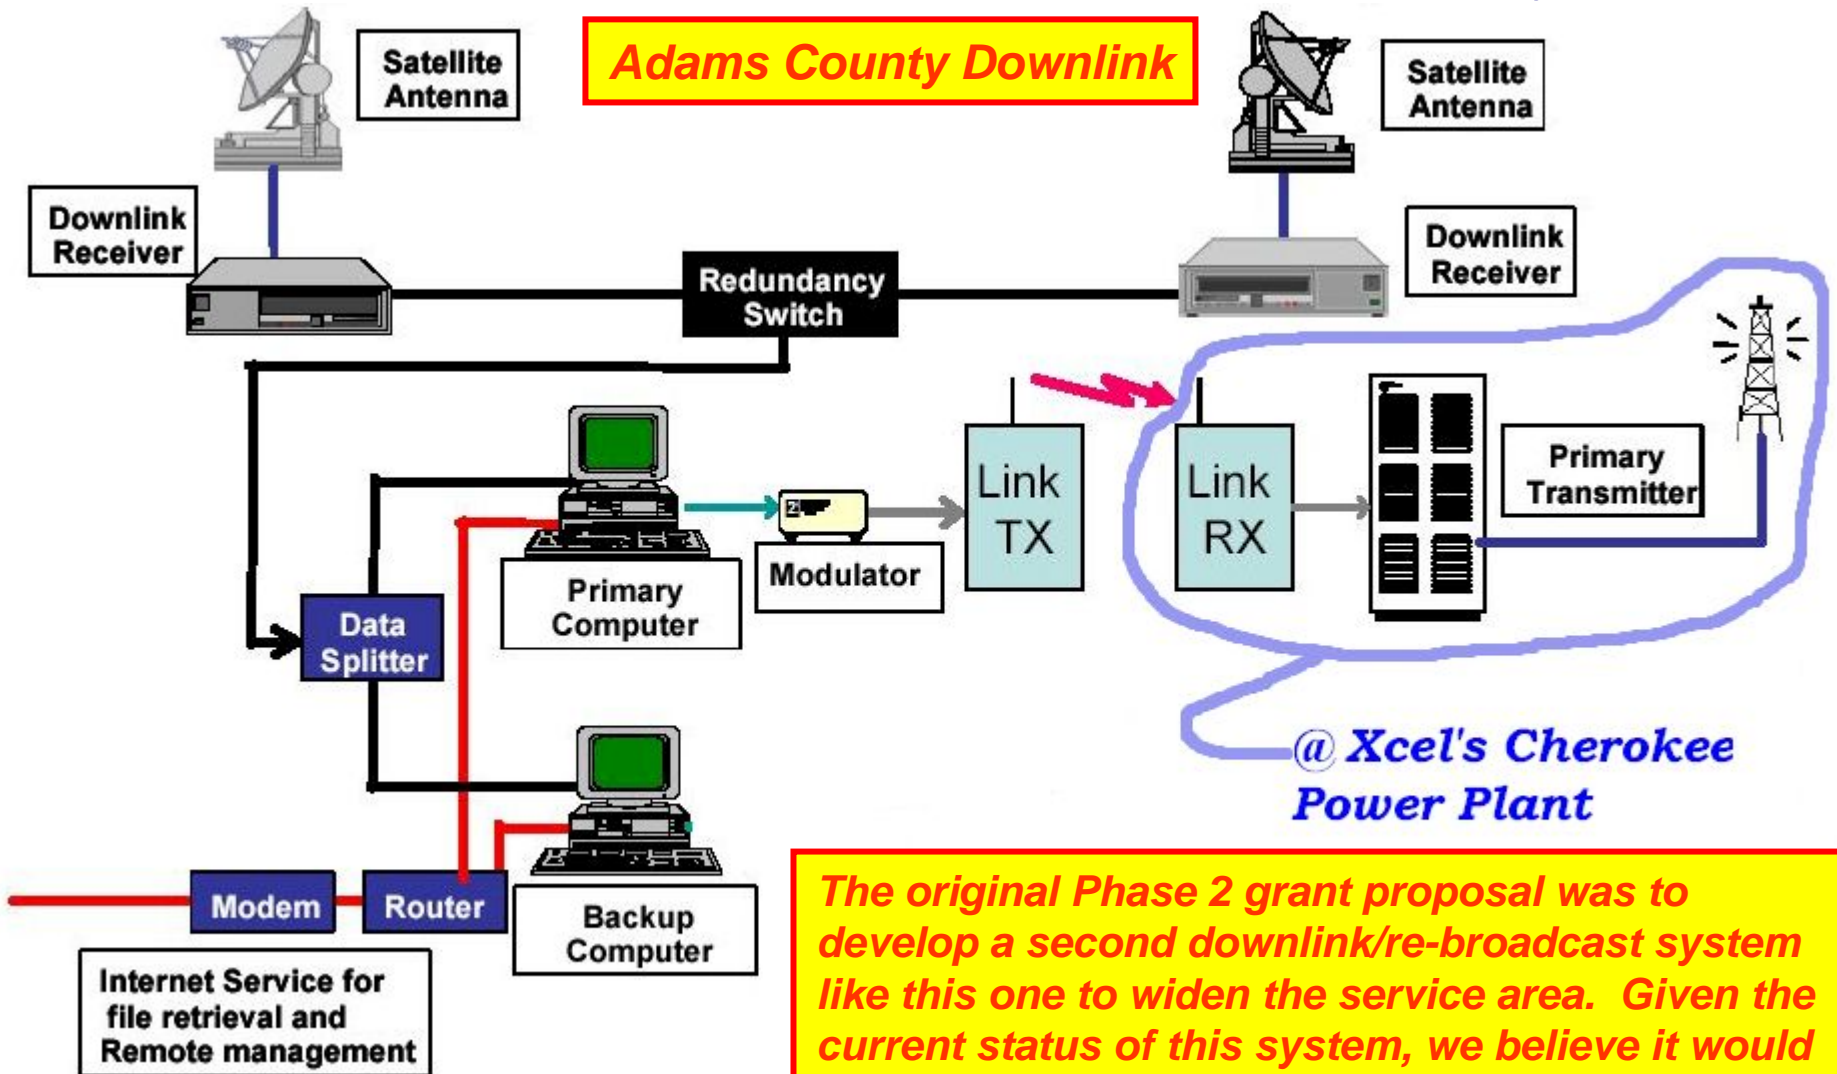 Adams County Downlink
Satellite
Antenna
Satellite
Antenna
Downlink
Receiver
Downlink
Receiver
Redundancy
Switch
Link
TX
Link
RX
Primary
Transmitter
Modulator
Primary
Computer
Data
Splitter
@ Xcel's Cherokee
Power Plant
Modem
Router
Backup
Computer
Internet Service for
file retrieval and
Remote management
The original Phase 2 grant proposal was to
develop a second downlink/re-broadcast system
like this one to widen the service area. Given the
current status of this system, we believe it would